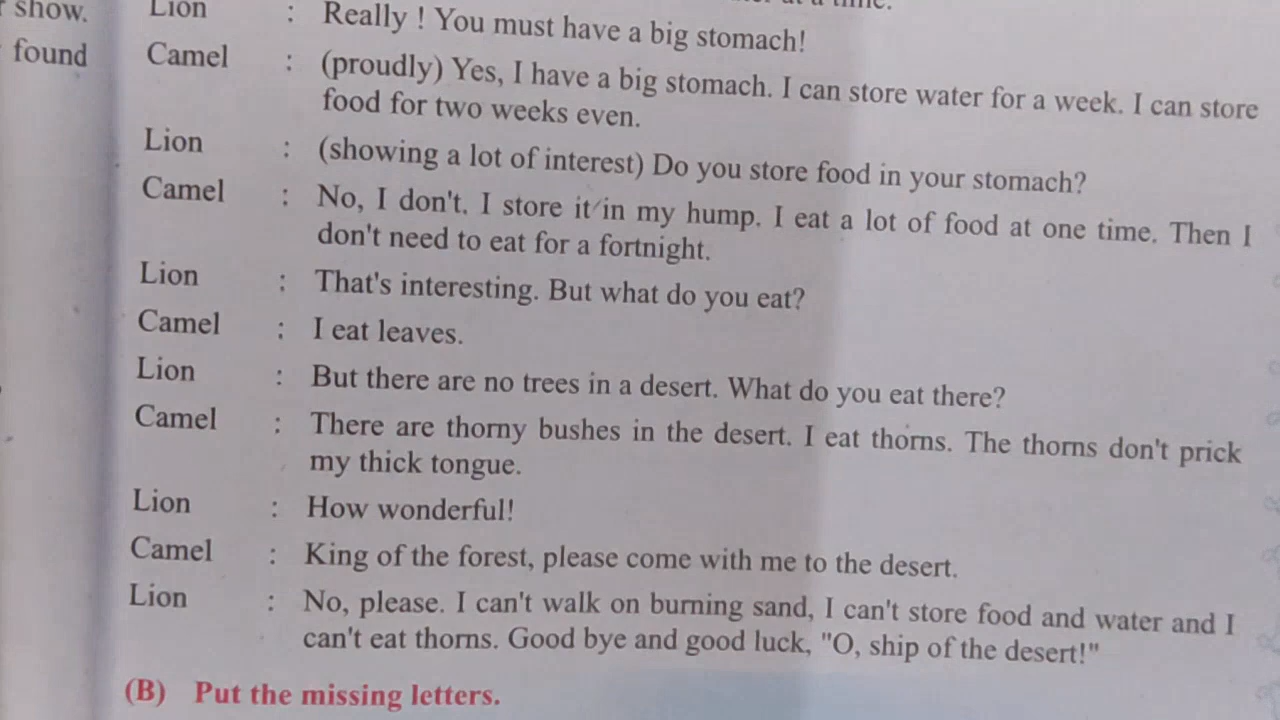 show.
found
Lion : Really ! You must have a big stomach!
Camel : (proudly) Yes, I have a big stomach. I can store water for a week. I can store
food for two weeks even.
Lion : (showing a lot of interest) Do you store food in your stomach?
Camel : No, I don't. I store it in my hump. I eat a lot of food at one time. Then I
don't need to eat for a fortnight.
Lion : That's interesting. But what do you eat?
Camel : I eat leaves.
Lion : But there are no trees in a desert. What do you eat there?
Camel : There are thorny bushes in the desert. I eat thorns. The thorns don't prick
my thick tongue.
Lion : How wonderful!
Camel : King of the forest, please come with me to the desert.
Lion : No, please. I can't walk on burning sand, I can't store food and water and I
can't eat thorns. Good bye and good luck, "O, ship of the desert!"
(B) Put the missing letters.